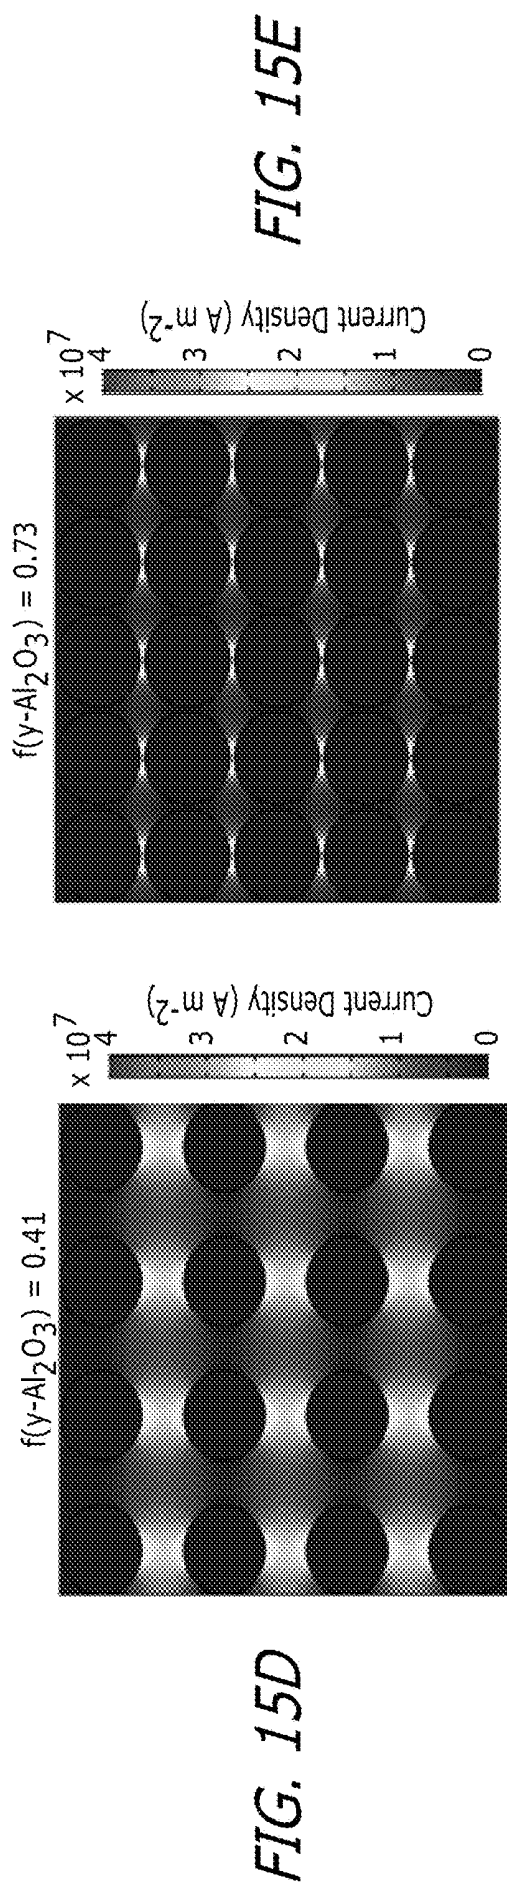 FIG. 15D
f(y-Al2O3) = 0.41
x 10^7
4
3
2
1
0
Current Density (A m^-2)
f(y-Al2O3) = 0.73
x 10^7
4
3
2
1
0
Current Density (A m^-2)
FIG. 15E